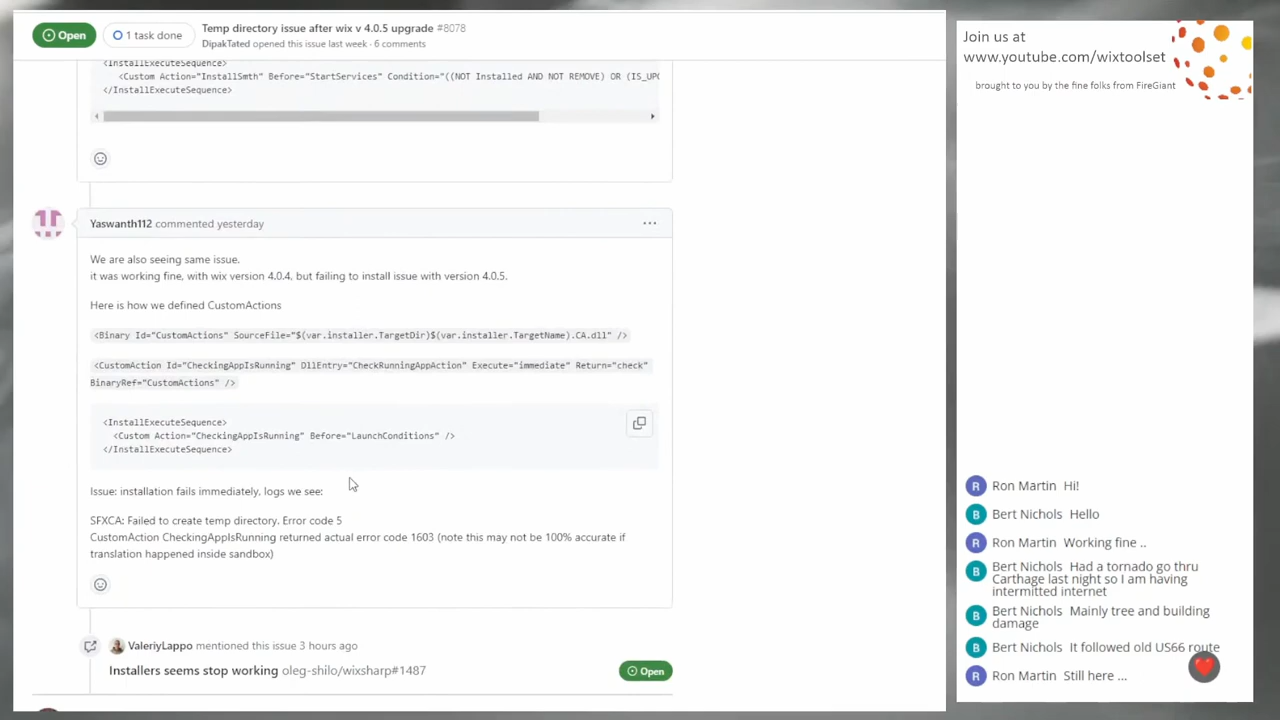 Open
1 task done
Temp directory issue after wix v 4.0.5 upgrade #8078
DipakTated opened this issue last week · 6 comments
<InstallExecuteSequence>
<Custom Action="InstallSmth" Before="StartServices" Condition="((NOT Installed AND NOT REMOVE) OR (IS_UPG
</InstallExecuteSequence>
Yaswanth112 commented yesterday
We are also seeing same issue.
it was working fine, with wix version 4.0.4, but failing to install issue with version 4.0.5.
Here is how we defined CustomActions
<Binary Id="CustomActions" SourceFile="$(var.installer.TargetDir)$(var.installer.TargetName).CA.dll" />
<CustomAction Id="CheckingAppIsRunning" DllEntry="CheckRunningAppAction" Execute="immediate" Return="check"
BinaryRef="CustomActions" />
<InstallExecuteSequence>
<Custom Action="CheckingAppIsRunning" Before="LaunchConditions" />
</InstallExecuteSequence>
Issue: installation fails immediately, logs we see:
SFXCA: Failed to create temp directory. Error code 5
CustomAction CheckingAppIsRunning returned actual error code 1603 (note this may not be 100% accurate if
translation happened inside sandbox)
ValeriyLappo mentioned this issue 3 hours ago
Installers seems stop working oleg-shilo/wixsharp#1487
Open
Join us at
www.youtube.com/wixtoolset
brought to you by the fine folks from FireGiant
R Ron Martin Hi!
B Bert Nichols Hello
R Ron Martin Working fine ..
B Bert Nichols Had a tornado go thru
Carthage last night so I am having
intermitted internet
B Bert Nichols Mainly tree and building
damage
B Bert Nichols It followed old US66 route
R Ron Martin Still here ...